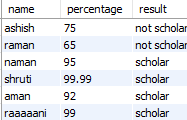 name percentage result
ashish 75 not scholar
raman 65 not scholar
naman 95 scholar
shruti 99.99 scholar
aman 92 scholar
raaaaani 99 scholar